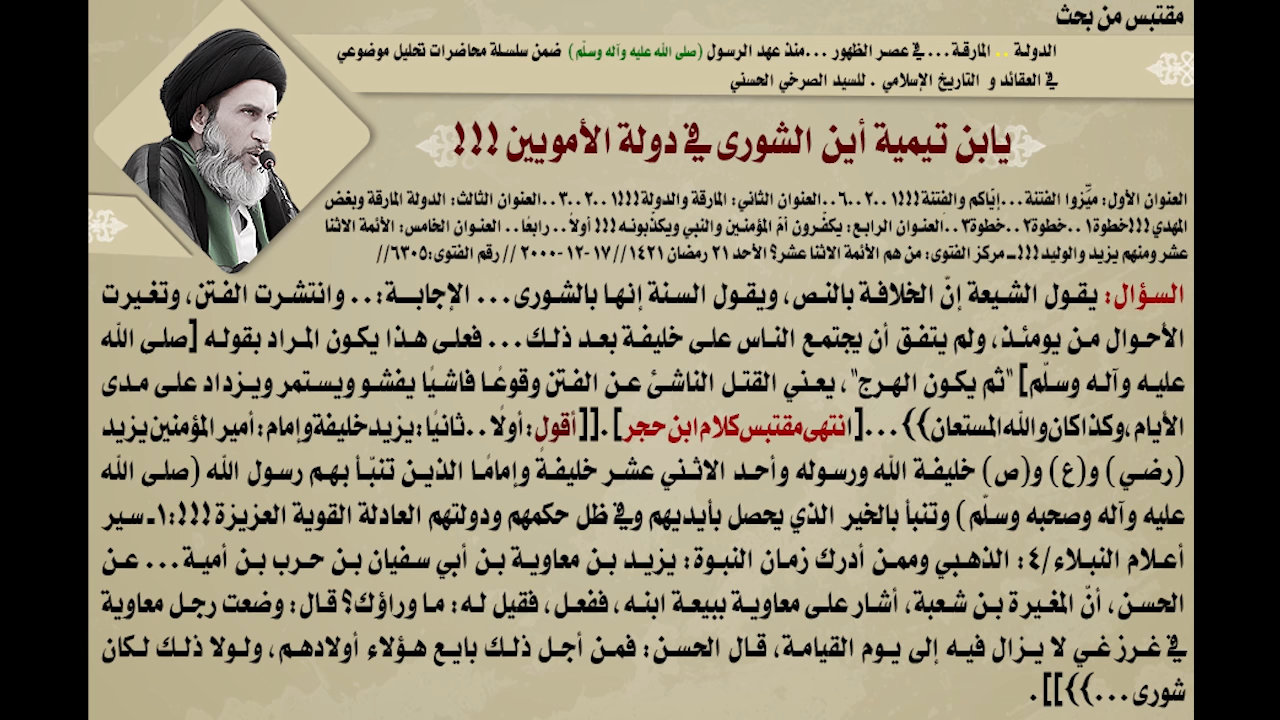 مقتبس من بحث
الدولة .. المارقة... في عصر الظهور ...منذ عهد الرسول (صلى الله عليه وآله وسلّم) ضمن سلسلة محاضرات تحليل موضوعي
في العقائد و التاريخ الإسلامي . للسيد الصرخي الحسني
يابن تيمية أين الشورى في دولة الأمويين !!!
العنوان الأول: ميِّزوا الفتنة...إيّاكم والفتنة!!!١..٢..٦..العنوان الثاني: المارقة والدولة!!!١..٢..٣..العنوان الثالث: الدولة المارقة وبغض
المهدي!!!خطوة١..خطوة٢..خطوة٣..العنوان الرابع: يكفّرون أمّ المؤمنين والنبي ويكذّبونه!!! أولاً.. رابعًا.. العنوان الخامس: الأئمة الاثنا
عشر ومنهم يزيد والوليد!!!ـ مركز الفتوى: من هم الأئمة الاثنا عشر؟ الأحد ٢١ رمضان ١٤٢١//١٧-١٢-٢٠٠٠ // رقم الفتوى:٦٣٠٥//
السؤال: يقول الشيعة إنّ الخلافة بالنص، ويقول السنة إنها بالشورى... الإجابة:.. وانتشرت الفتن، وتغيرت
الأحوال من يومئذ، ولم يتفق أن يجتمع الناس على خليفة بعد ذلك... فعلى هذا يكون المراد بقوله [صلى الله
عليه وآله وسلّم] "ثم يكون الهرج"، يعني القتل الناشئ عن الفتن وقوعًا فاشيًا يفشو ويستمر ويزداد على مدى
الأيام، وكذا كان والله المستعان}}...[انتهى مقتبس كلام ابن حجر].[[أقول: أولًا..ثانيًا: يزيد خليفة وإمام: أمير المؤمنين يزيد
(رضي) و(ع) و(ص) خليفة الله ورسوله وأحد الاثني عشر خليفةً وإمامًا الذين تنبّأ بهم رسول الله (صلى الله
عليه وآله وصحبه وسلّم) وتنبأ بالخير الذي يحصل بأيديهم وفي ظل حكمهم ودولتهم العادلة القوية العزيزة!!!:١ـ سير
أعلام النبلاء/٤: الذهبي وممن أدرك زمان النبوة: يزيد بن معاوية بن أبي سفيان بن حرب بن أمية... عن
الحسن، أنّ المغيرة بن شعبة، أشار على معاوية ببيعة ابنه، ففعل، فقيل له: ما وراؤك؟ قال: وضعت رجل معاوية
في غرز غي لا يزال فيه إلى يوم القيامة، قال الحسن: فمن أجل ذلك بايع هؤلاء أولادهم، ولولا ذلك لكان
شورى...}}]].